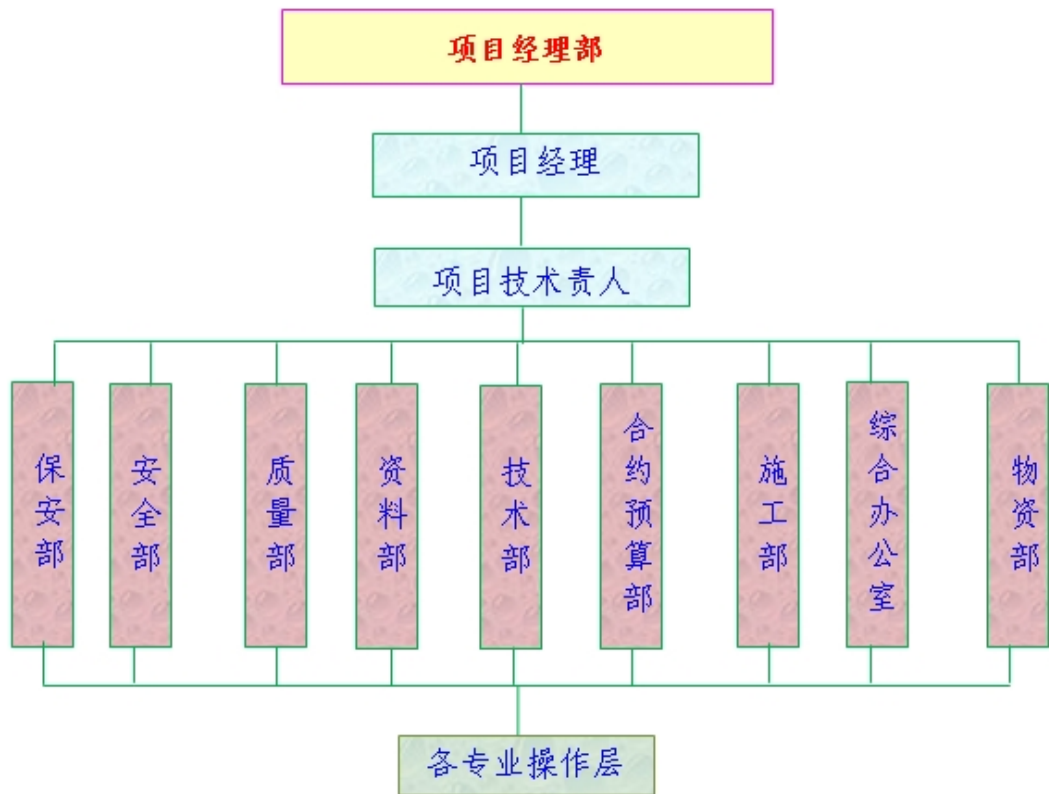 项目经理部
项目经理
项目技术责人
保安部
安全部
质量部
资料部
技术部
合约预算部
施工部
综合办公室
物资部
各专业操作层